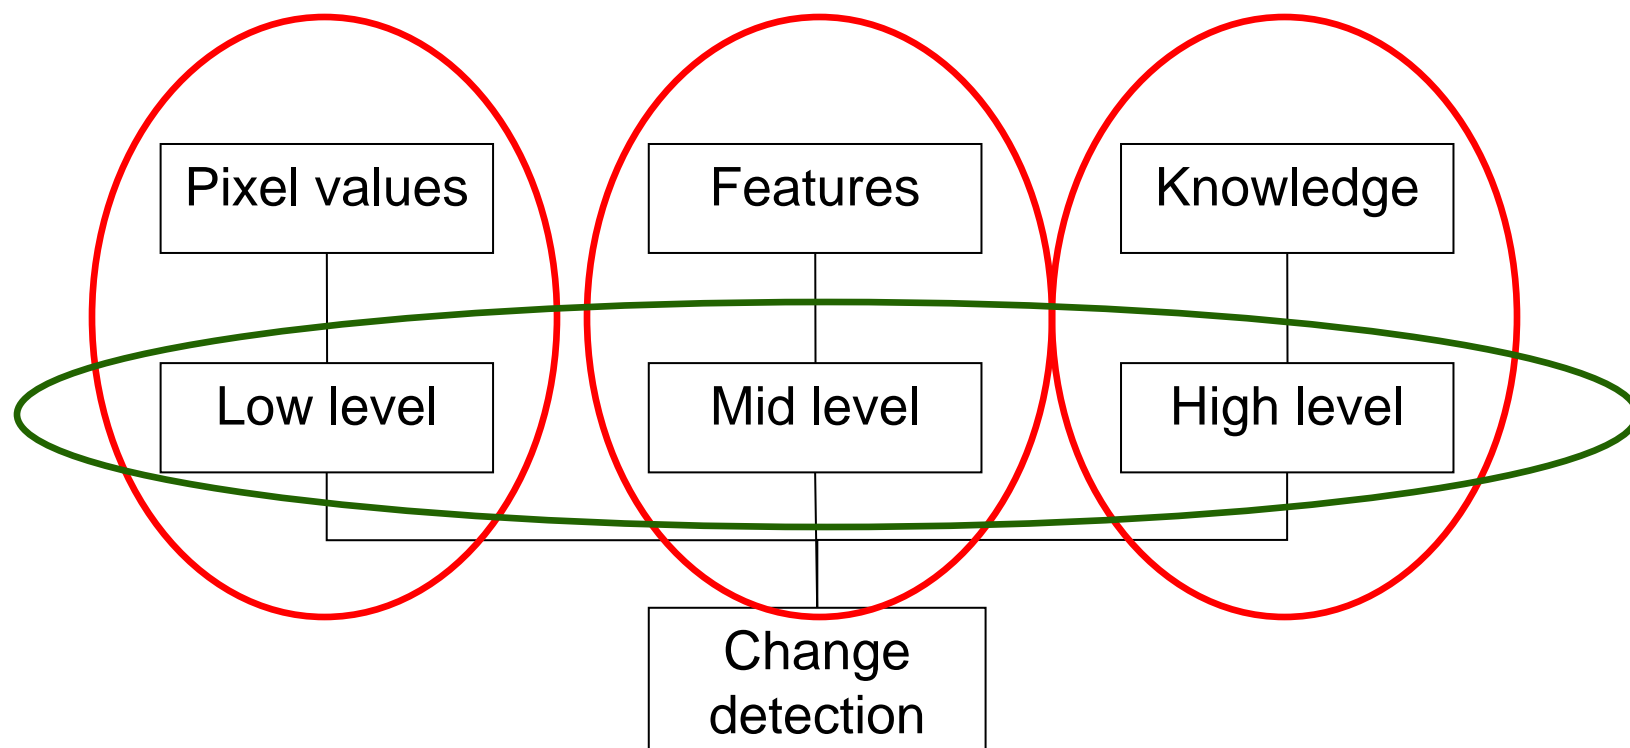 Pixel values
Features
Knowledge
Low level
Mid level
High level
Change
detection